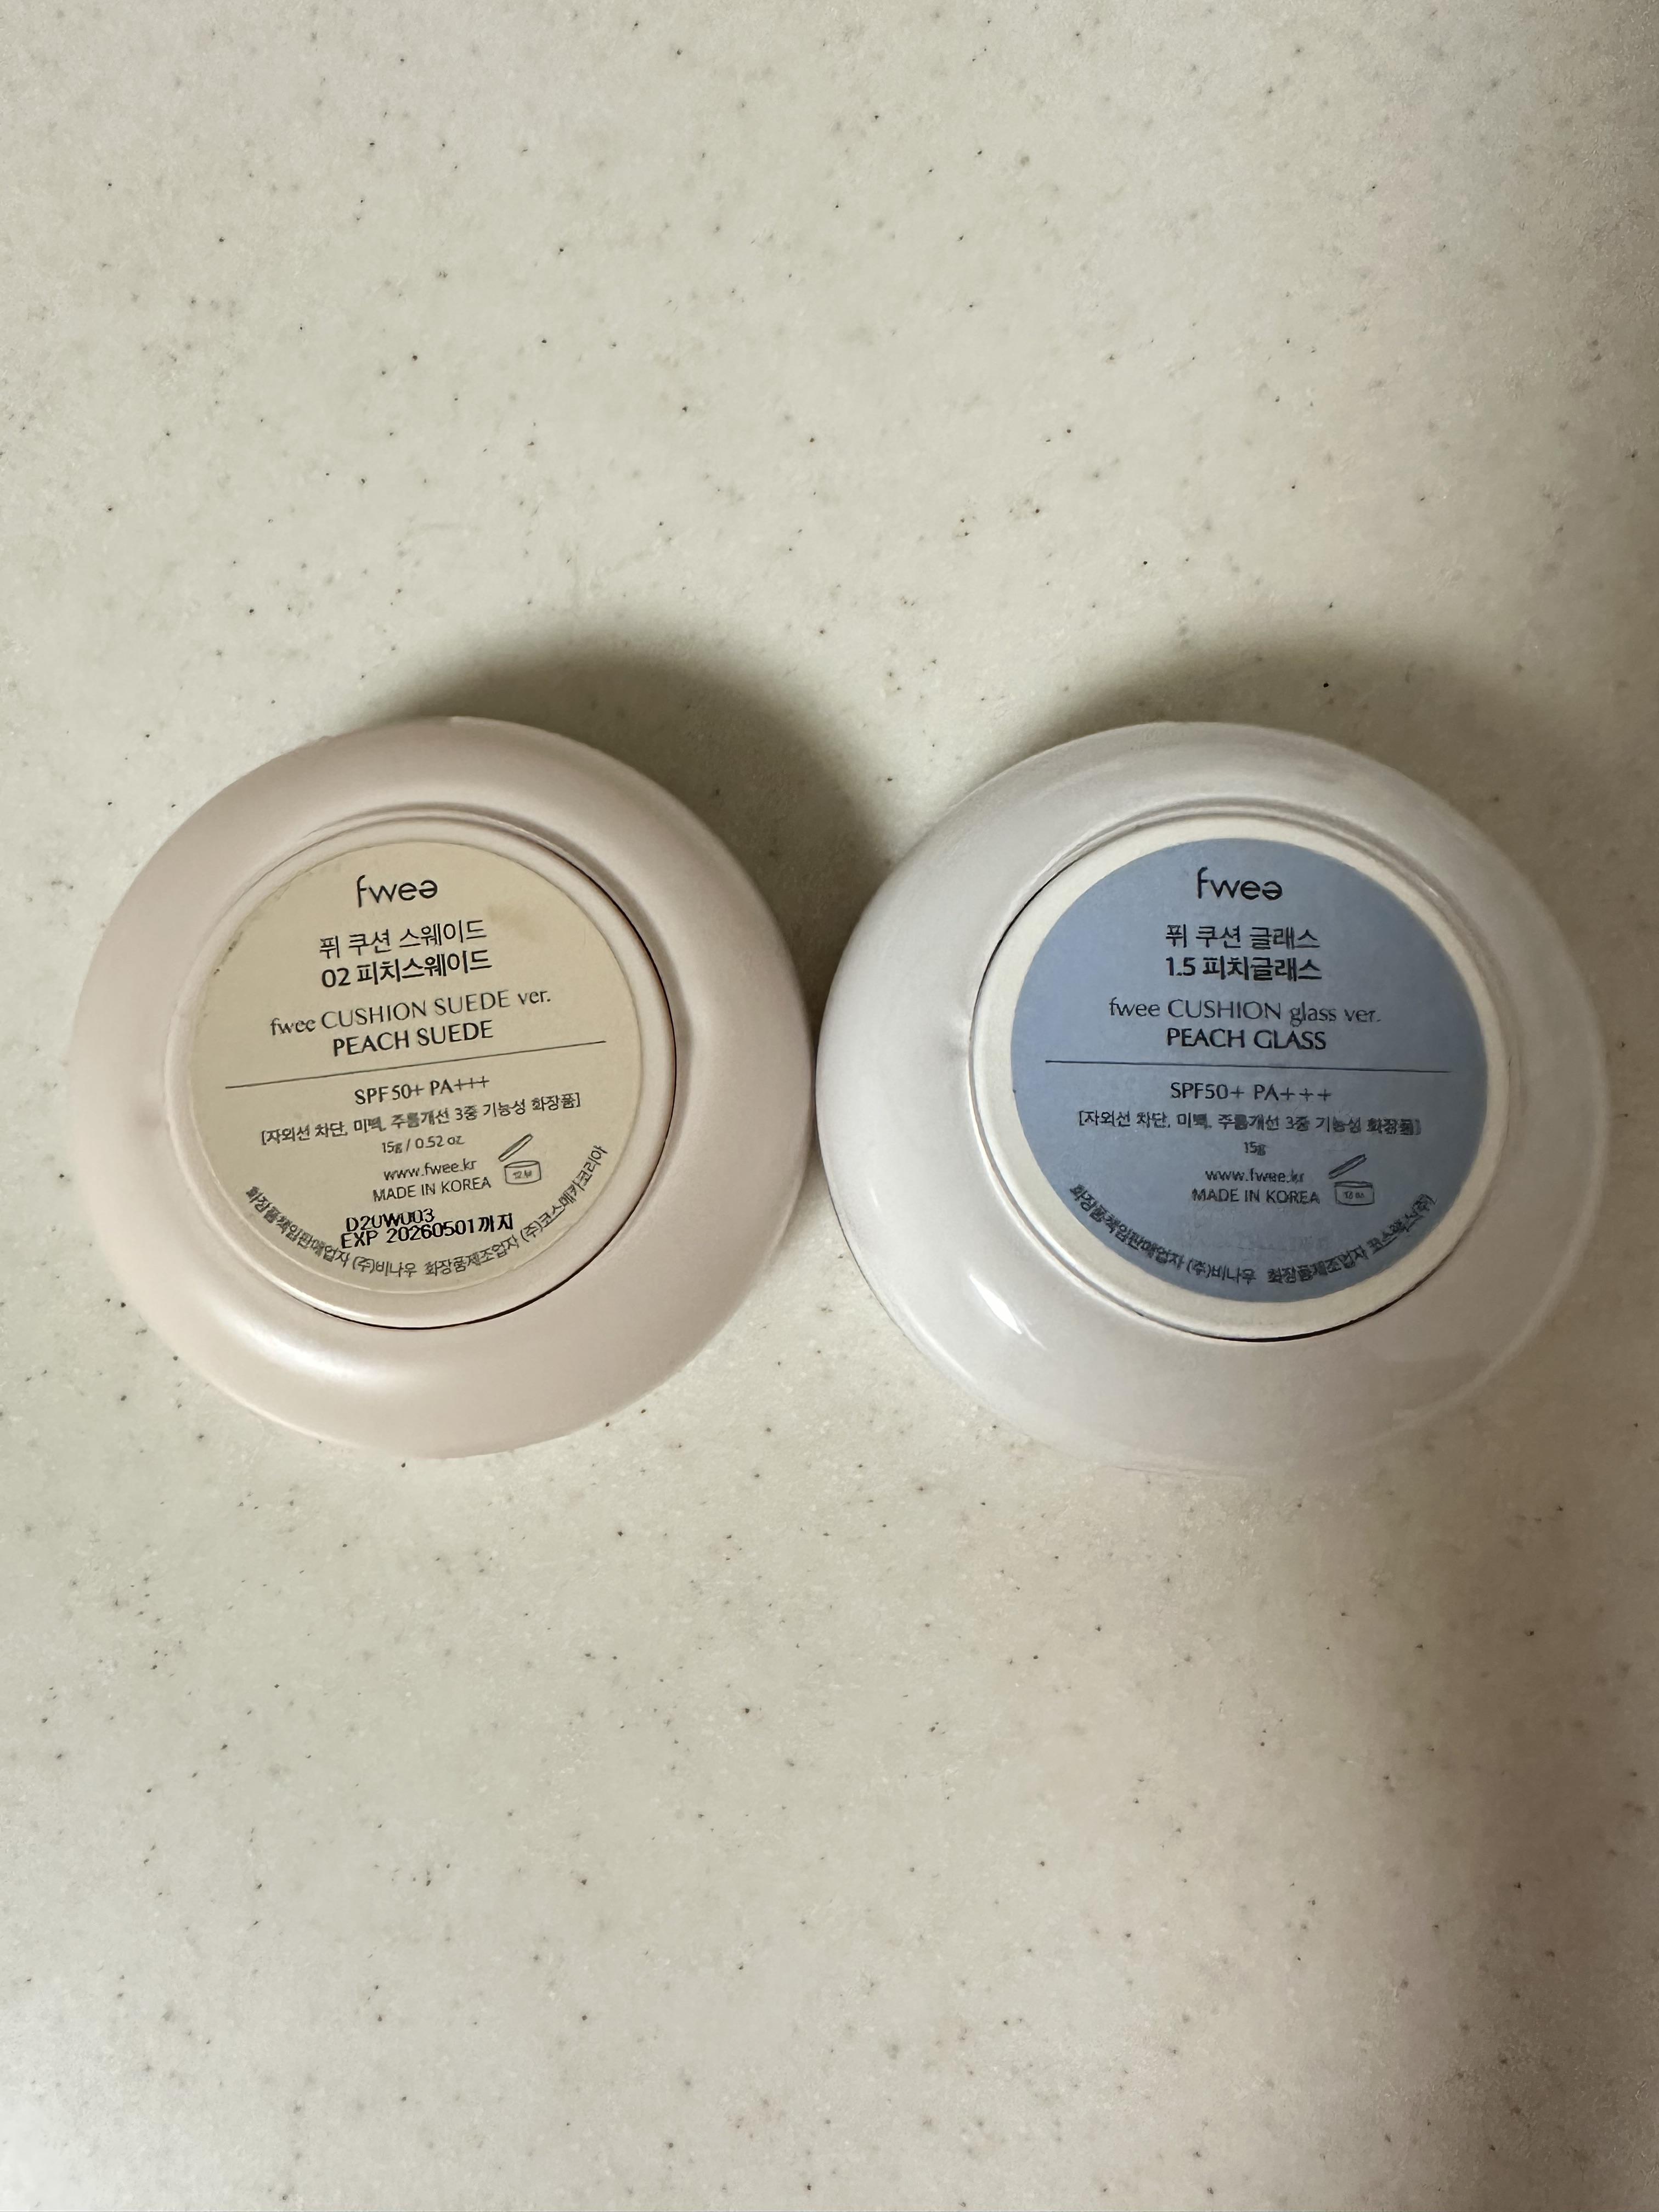 fwee
퓌 쿠션 스웨이드
02 피치스웨이드
fwee CUSHION SUEDE ver.
PEACH SUEDE
SPF50+ PA+++
[자외선 차단, 미백, 주름개선 3중 기능성 화장품]
15g / 0.52 oz.
www.fwee.kr
MADE IN KOREA
12 M
D20W003
EXP 20260501까지
화장품책임판매업자 (주)비나우 화장품제조업자 (주)코스메카코리아
fwee
퓌 쿠션 글래스
1.5 피치글래스
fwee CUSHION glass ver.
PEACH GLASS
SPF50+ PA+++
[자외선 차단, 미백, 주름개선 3중 기능성 화장품]
15g
www.fwee.kr
MADE IN KOREA
화장품책임판매업자 (주)비나우 화장품제조업자 코스맥스(주)